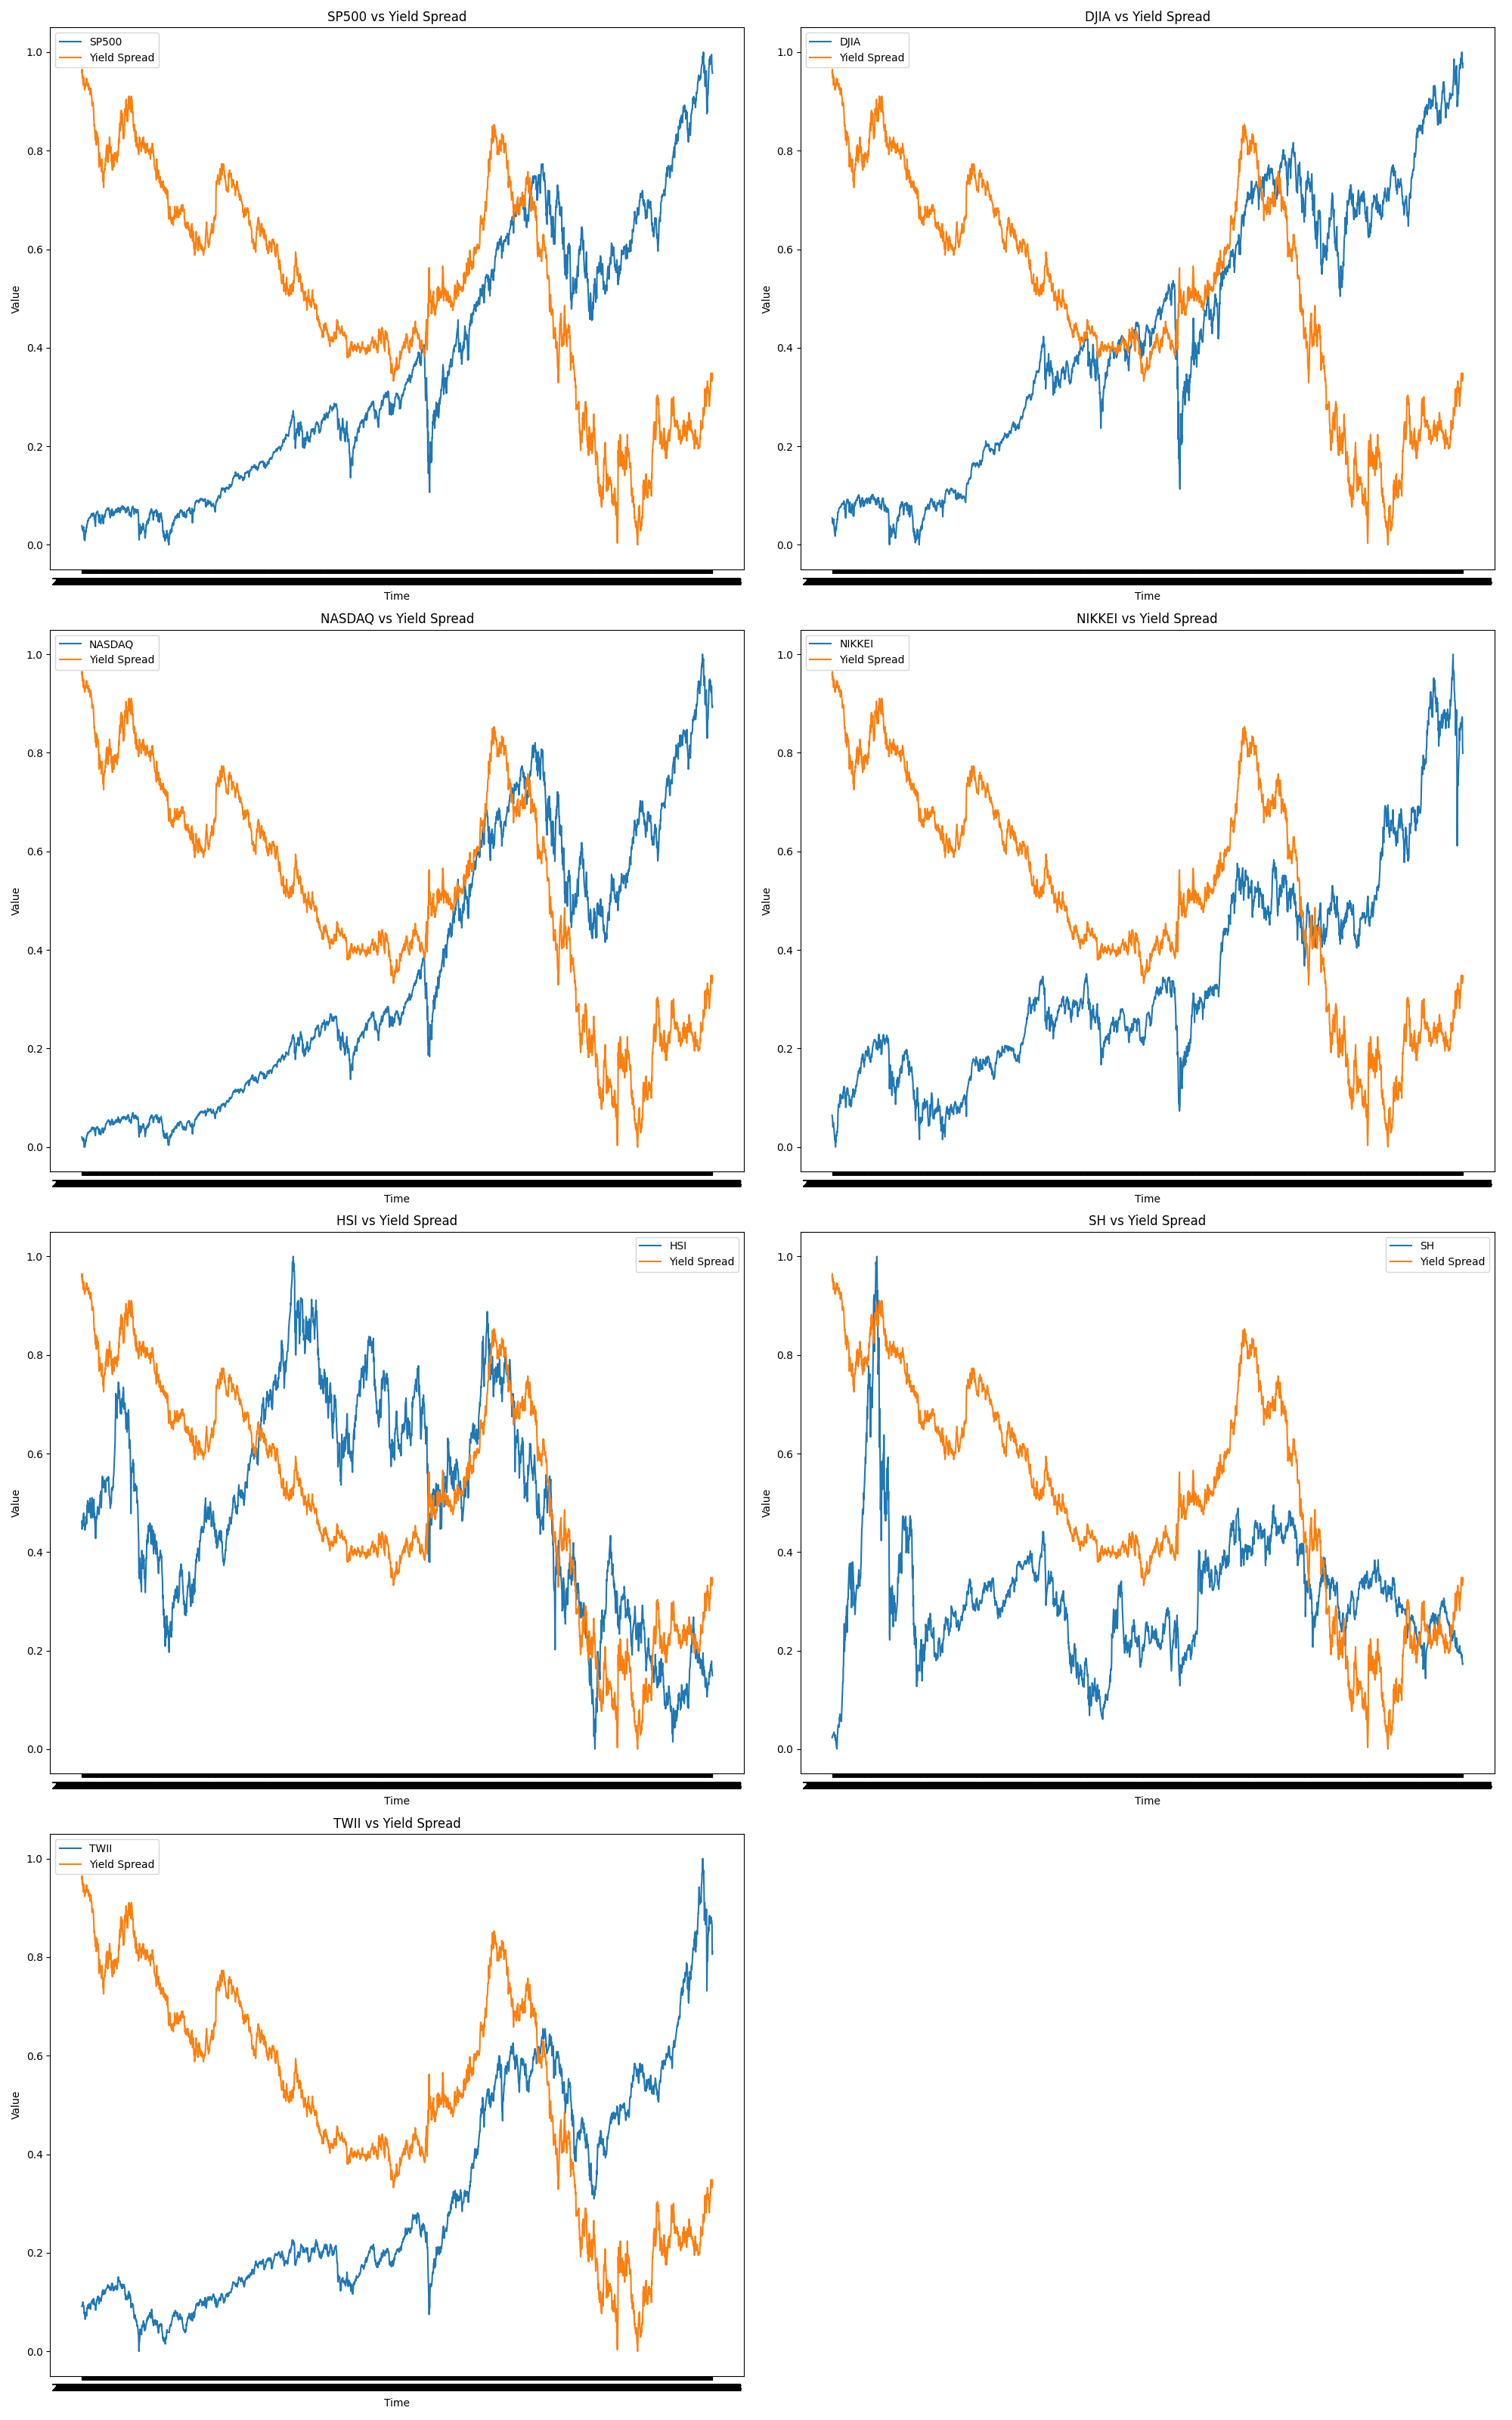 SP500 vs Yield Spread
SP500
Yield Spread
1.0
0.8
0.6
0.4
0.2
0.0
Value
Time
DJIA vs Yield Spread
DJIA
Yield Spread
1.0
0.8
0.6
0.4
0.2
0.0
Value
Time
NASDAQ vs Yield Spread
NASDAQ
Yield Spread
1.0
0.8
0.6
0.4
0.2
0.0
Value
Time
NIKKEI vs Yield Spread
NIKKEI
Yield Spread
1.0
0.8
0.6
0.4
0.2
0.0
Value
Time
HSI vs Yield Spread
HSI
Yield Spread
1.0
0.8
0.6
0.4
0.2
0.0
Value
Time
SH vs Yield Spread
SH
Yield Spread
1.0
0.8
0.6
0.4
0.2
0.0
Value
Time
TWII vs Yield Spread
TWII
Yield Spread
1.0
0.8
0.6
0.4
0.2
0.0
Value
Time